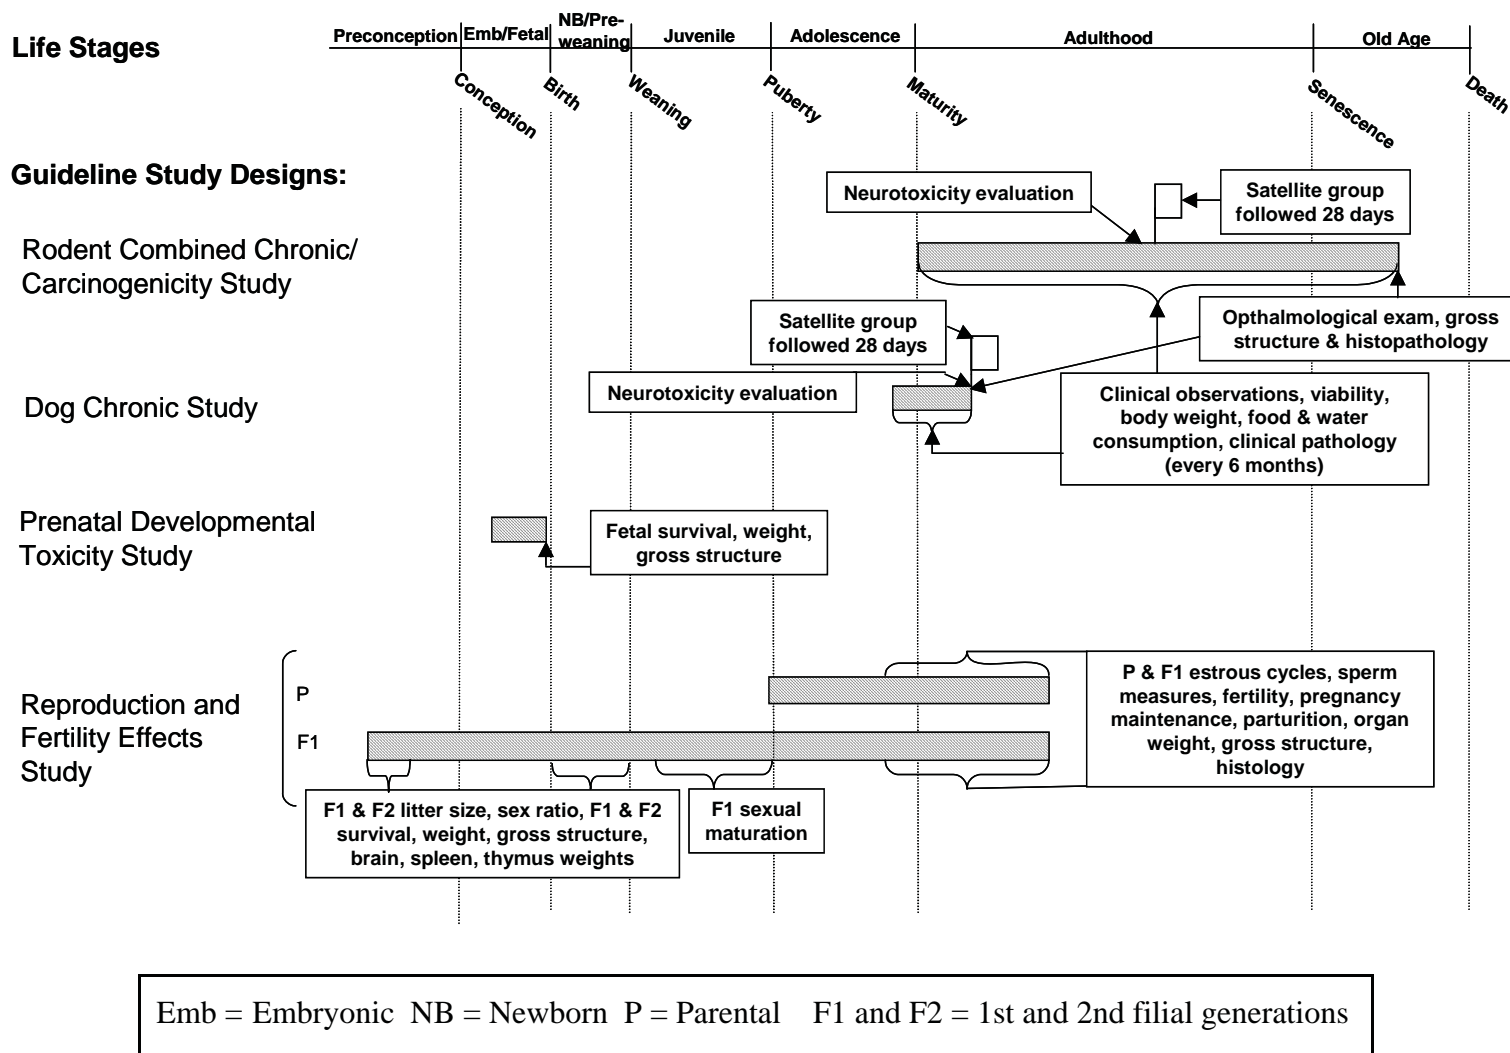 Life Stages
Preconception
Emb/Fetal
NB/Pre-
weaning
Juvenile
Adolescence
Adulthood
Old Age
Conception
Birth
Weaning
Puberty
Maturity
Senescence
Death
Guideline Study Designs:
Rodent Combined Chronic/
Carcinogenicity Study
Neurotoxicity evaluation
Satellite group
followed 28 days
Satellite group
followed 28 days
Opthalmological exam, gross
structure & histopathology
Dog Chronic Study
Neurotoxicity evaluation
Clinical observations, viability,
body weight, food & water
consumption, clinical pathology
(every 6 months)
Prenatal Developmental
Toxicity Study
Fetal survival, weight,
gross structure
Reproduction and
Fertility Effects
Study
P
F1
P & F1 estrous cycles, sperm
measures, fertility, pregnancy
maintenance, parturition, organ
weight, gross structure,
histology
F1 & F2 litter size, sex ratio, F1 & F2
survival, weight, gross structure,
brain, spleen, thymus weights
F1 sexual
maturation
Emb = Embryonic NB = Newborn P = Parental F1 and F2 = 1st and 2nd filial generations